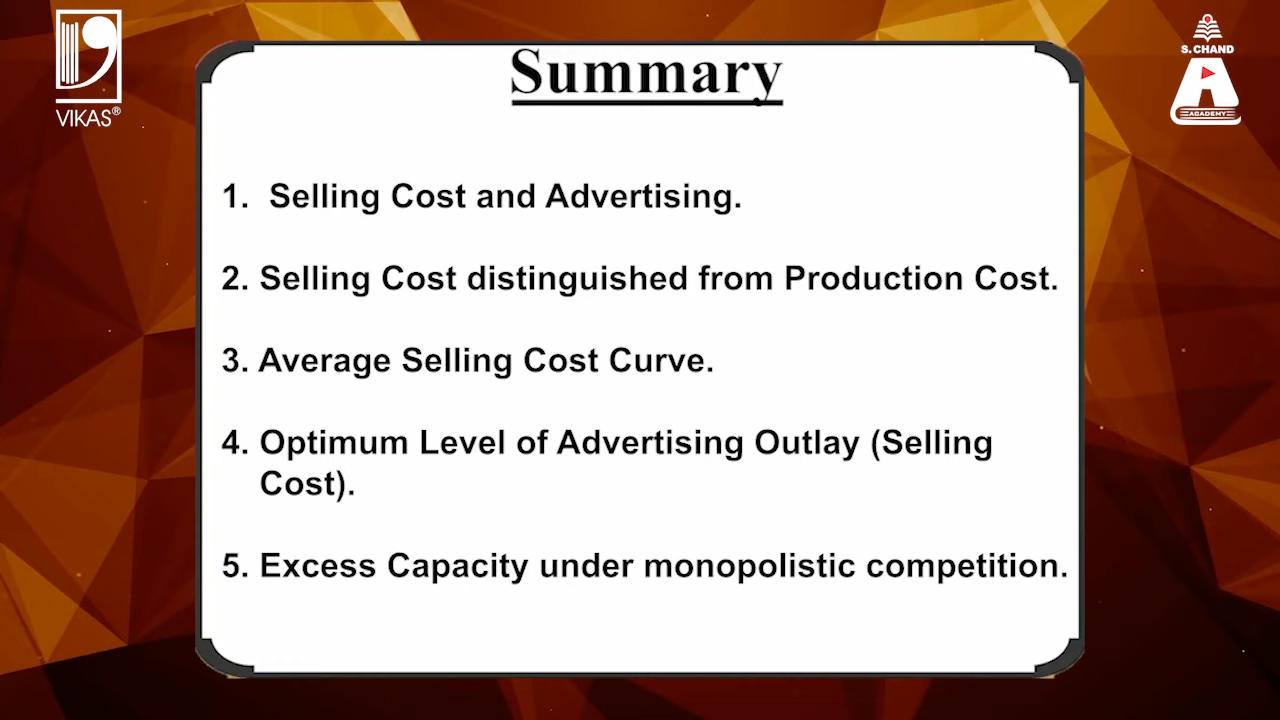 VIKAS®
S.CHAND
ACADEMY
Summary
1. Selling Cost and Advertising.
2. Selling Cost distinguished from Production Cost.
3. Average Selling Cost Curve.
4. Optimum Level of Advertising Outlay (Selling
Cost).
5. Excess Capacity under monopolistic competition.